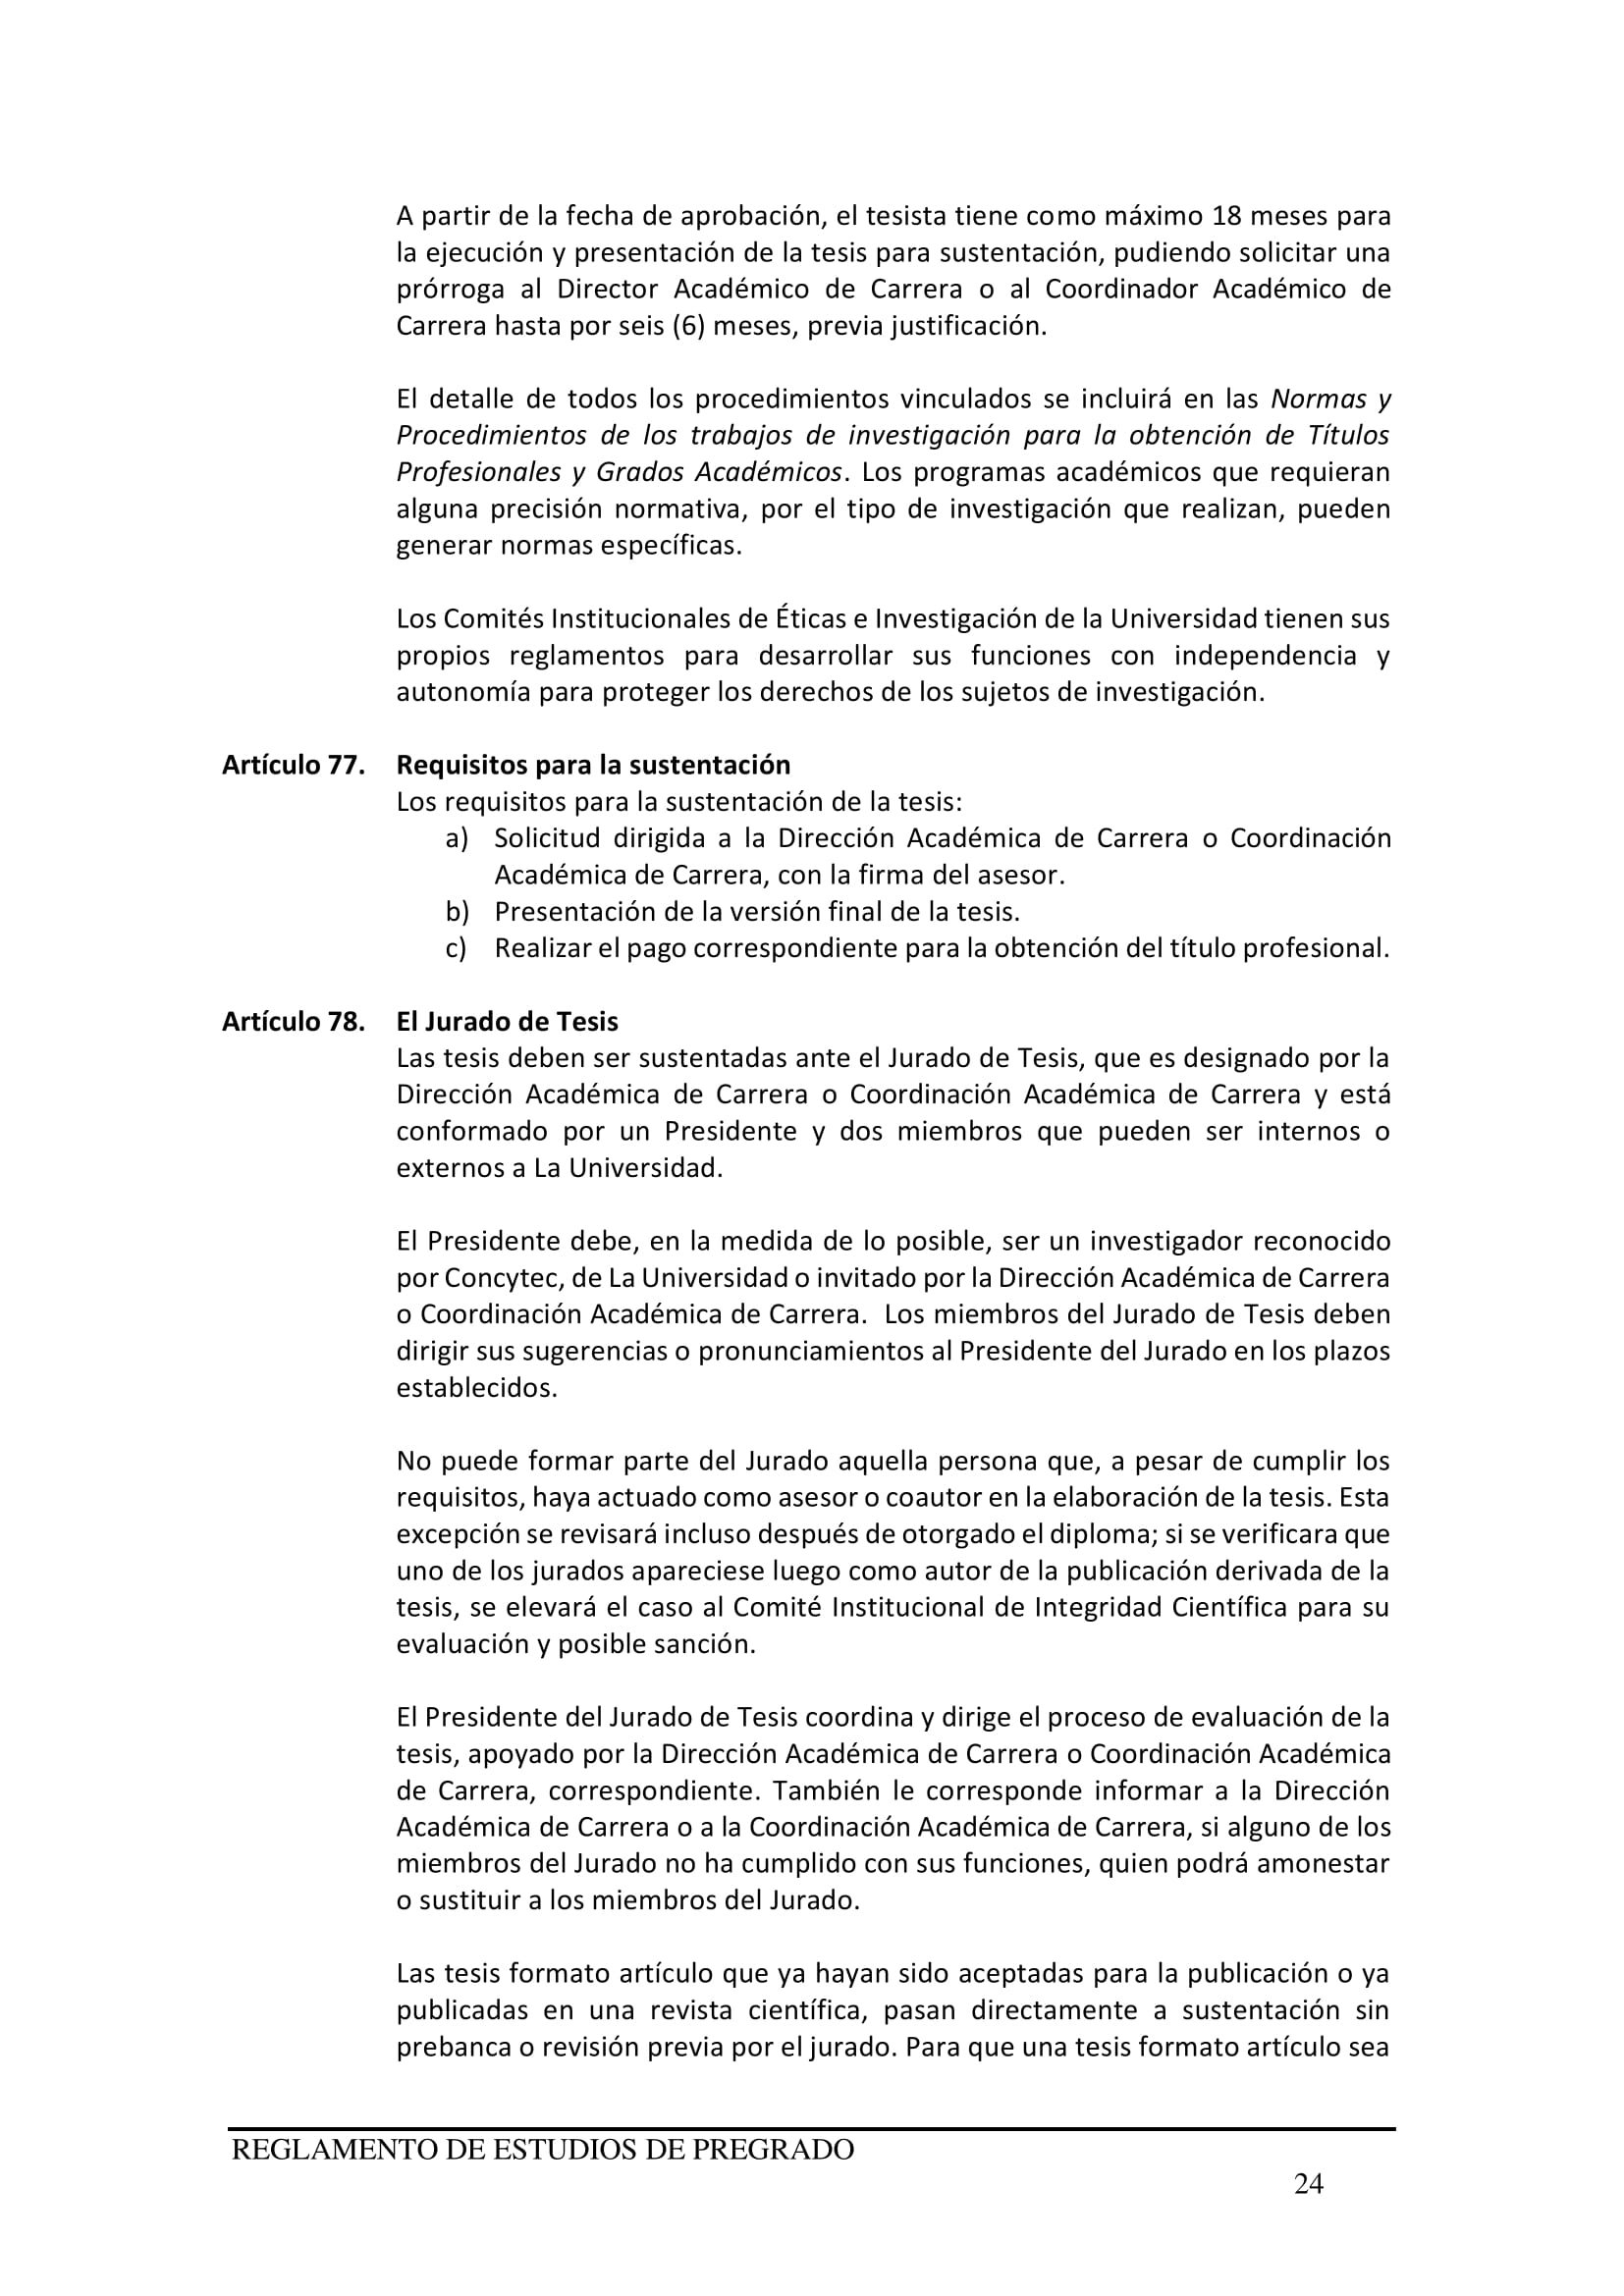 A partir de la fecha de aprobación, el tesista tiene como máximo 18 meses para
la ejecución y presentación de la tesis para sustentación, pudiendo solicitar una
prórroga al Director Académico de Carrera o al Coordinador Académico de
Carrera hasta por seis (6) meses, previa justificación.
El detalle de todos los procedimientos vinculados se incluirá en las Normas y
Procedimientos de los trabajos de investigación para la obtención de Títulos
Profesionales y Grados Académicos. Los programas académicos que requieran
alguna precisión normativa, por el tipo de investigación que realizan, pueden
generar normas específicas.
Los Comités Institucionales de Éticas e Investigación de la Universidad tienen sus
propios reglamentos para desarrollar sus funciones con independencia y
autonomía para proteger los derechos de los sujetos de investigación.
Artículo 77. Requisitos para la sustentación
Los requisitos para la sustentación de la tesis:
a) Solicitud dirigida a la Dirección Académica de Carrera o Coordinación
Académica de Carrera, con la firma del asesor.
b) Presentación de la versión final de la tesis.
c) Realizar el pago correspondiente para la obtención del título profesional.
Artículo 78. El Jurado de Tesis
Las tesis deben ser sustentadas ante el Jurado de Tesis, que es designado por la
Dirección Académica de Carrera o Coordinación Académica de Carrera y está
conformado por un Presidente y dos miembros que pueden ser internos o
externos a La Universidad.
El Presidente debe, en la medida de lo posible, ser un investigador reconocido
por Concytec, de La Universidad o invitado por la Dirección Académica de Carrera
o Coordinación Académica de Carrera. Los miembros del Jurado de Tesis deben
dirigir sus sugerencias o pronunciamientos al Presidente del Jurado en los plazos
establecidos.
No puede formar parte del Jurado aquella persona que, a pesar de cumplir los
requisitos, haya actuado como asesor o coautor en la elaboración de la tesis. Esta
excepción se revisará incluso después de otorgado el diploma; si se verificara que
uno de los jurados apareciese luego como autor de la publicación derivada de la
tesis, se elevará el caso al Comité Institucional de Integridad Científica para su
evaluación y posible sanción.
El Presidente del Jurado de Tesis coordina y dirige el proceso de evaluación de la
tesis, apoyado por la Dirección Académica de Carrera o Coordinación Académica
de Carrera, correspondiente. También le corresponde informar a la Dirección
Académica de Carrera o a la Coordinación Académica de Carrera, si alguno de los
miembros del Jurado no ha cumplido con sus funciones, quien podrá amonestar
o sustituir a los miembros del Jurado.
Las tesis formato artículo que ya hayan sido aceptadas para la publicación o ya
publicadas en una revista científica, pasan directamente a sustentación sin
prebanca o revisión previa por el jurado. Para que una tesis formato artículo sea
REGLAMENTO DE ESTUDIOS DE PREGRADO
24